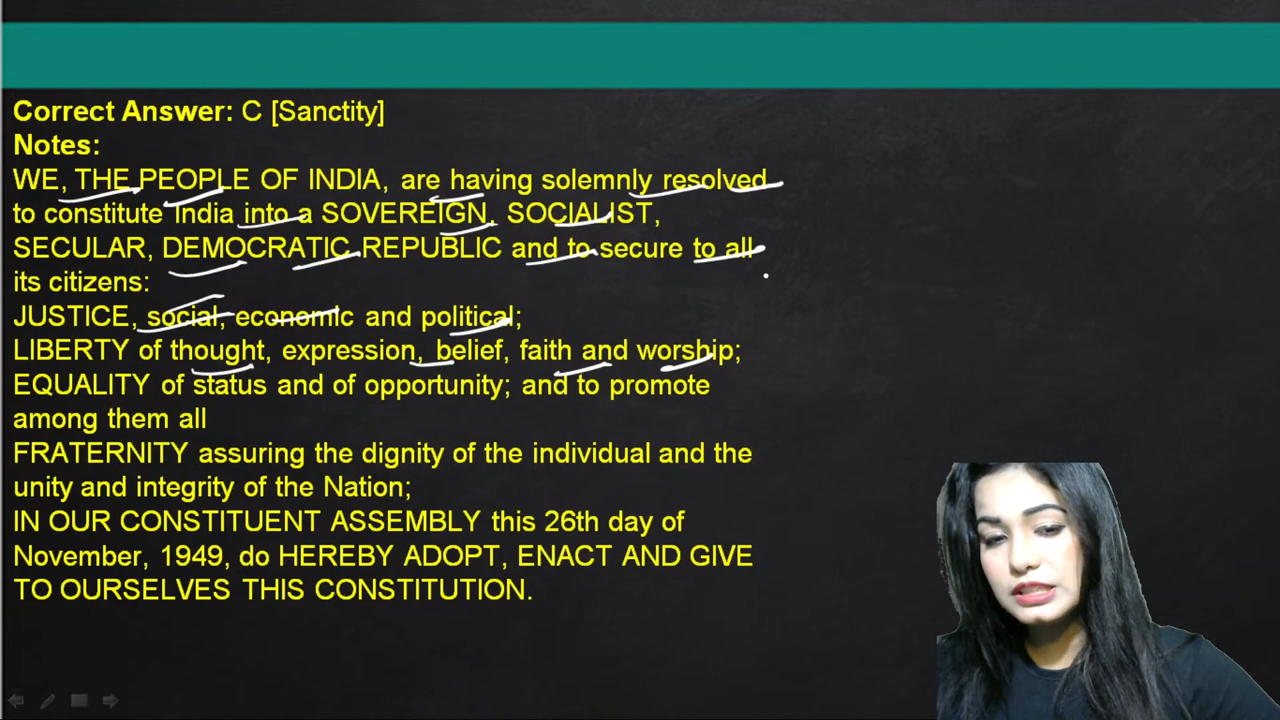 Correct Answer: C [Sanctity]
Notes:
WE, THE PEOPLE OF INDIA, are having solemnly resolved
to constitute India into a SOVEREIGN, SOCIALIST,
SECULAR, DEMOCRATIC REPUBLIC and to secure to all
its citizens:
JUSTICE, social, economic and political;
LIBERTY of thought, expression, belief, faith and worship;
EQUALITY of status and of opportunity; and to promote
among them all
FRATERNITY assuring the dignity of the individual and the
unity and integrity of the Nation;
IN OUR CONSTITUENT ASSEMBLY this 26th day of
November, 1949, do HEREBY ADOPT, ENACT AND GIVE
TO OURSELVES THIS CONSTITUTION.